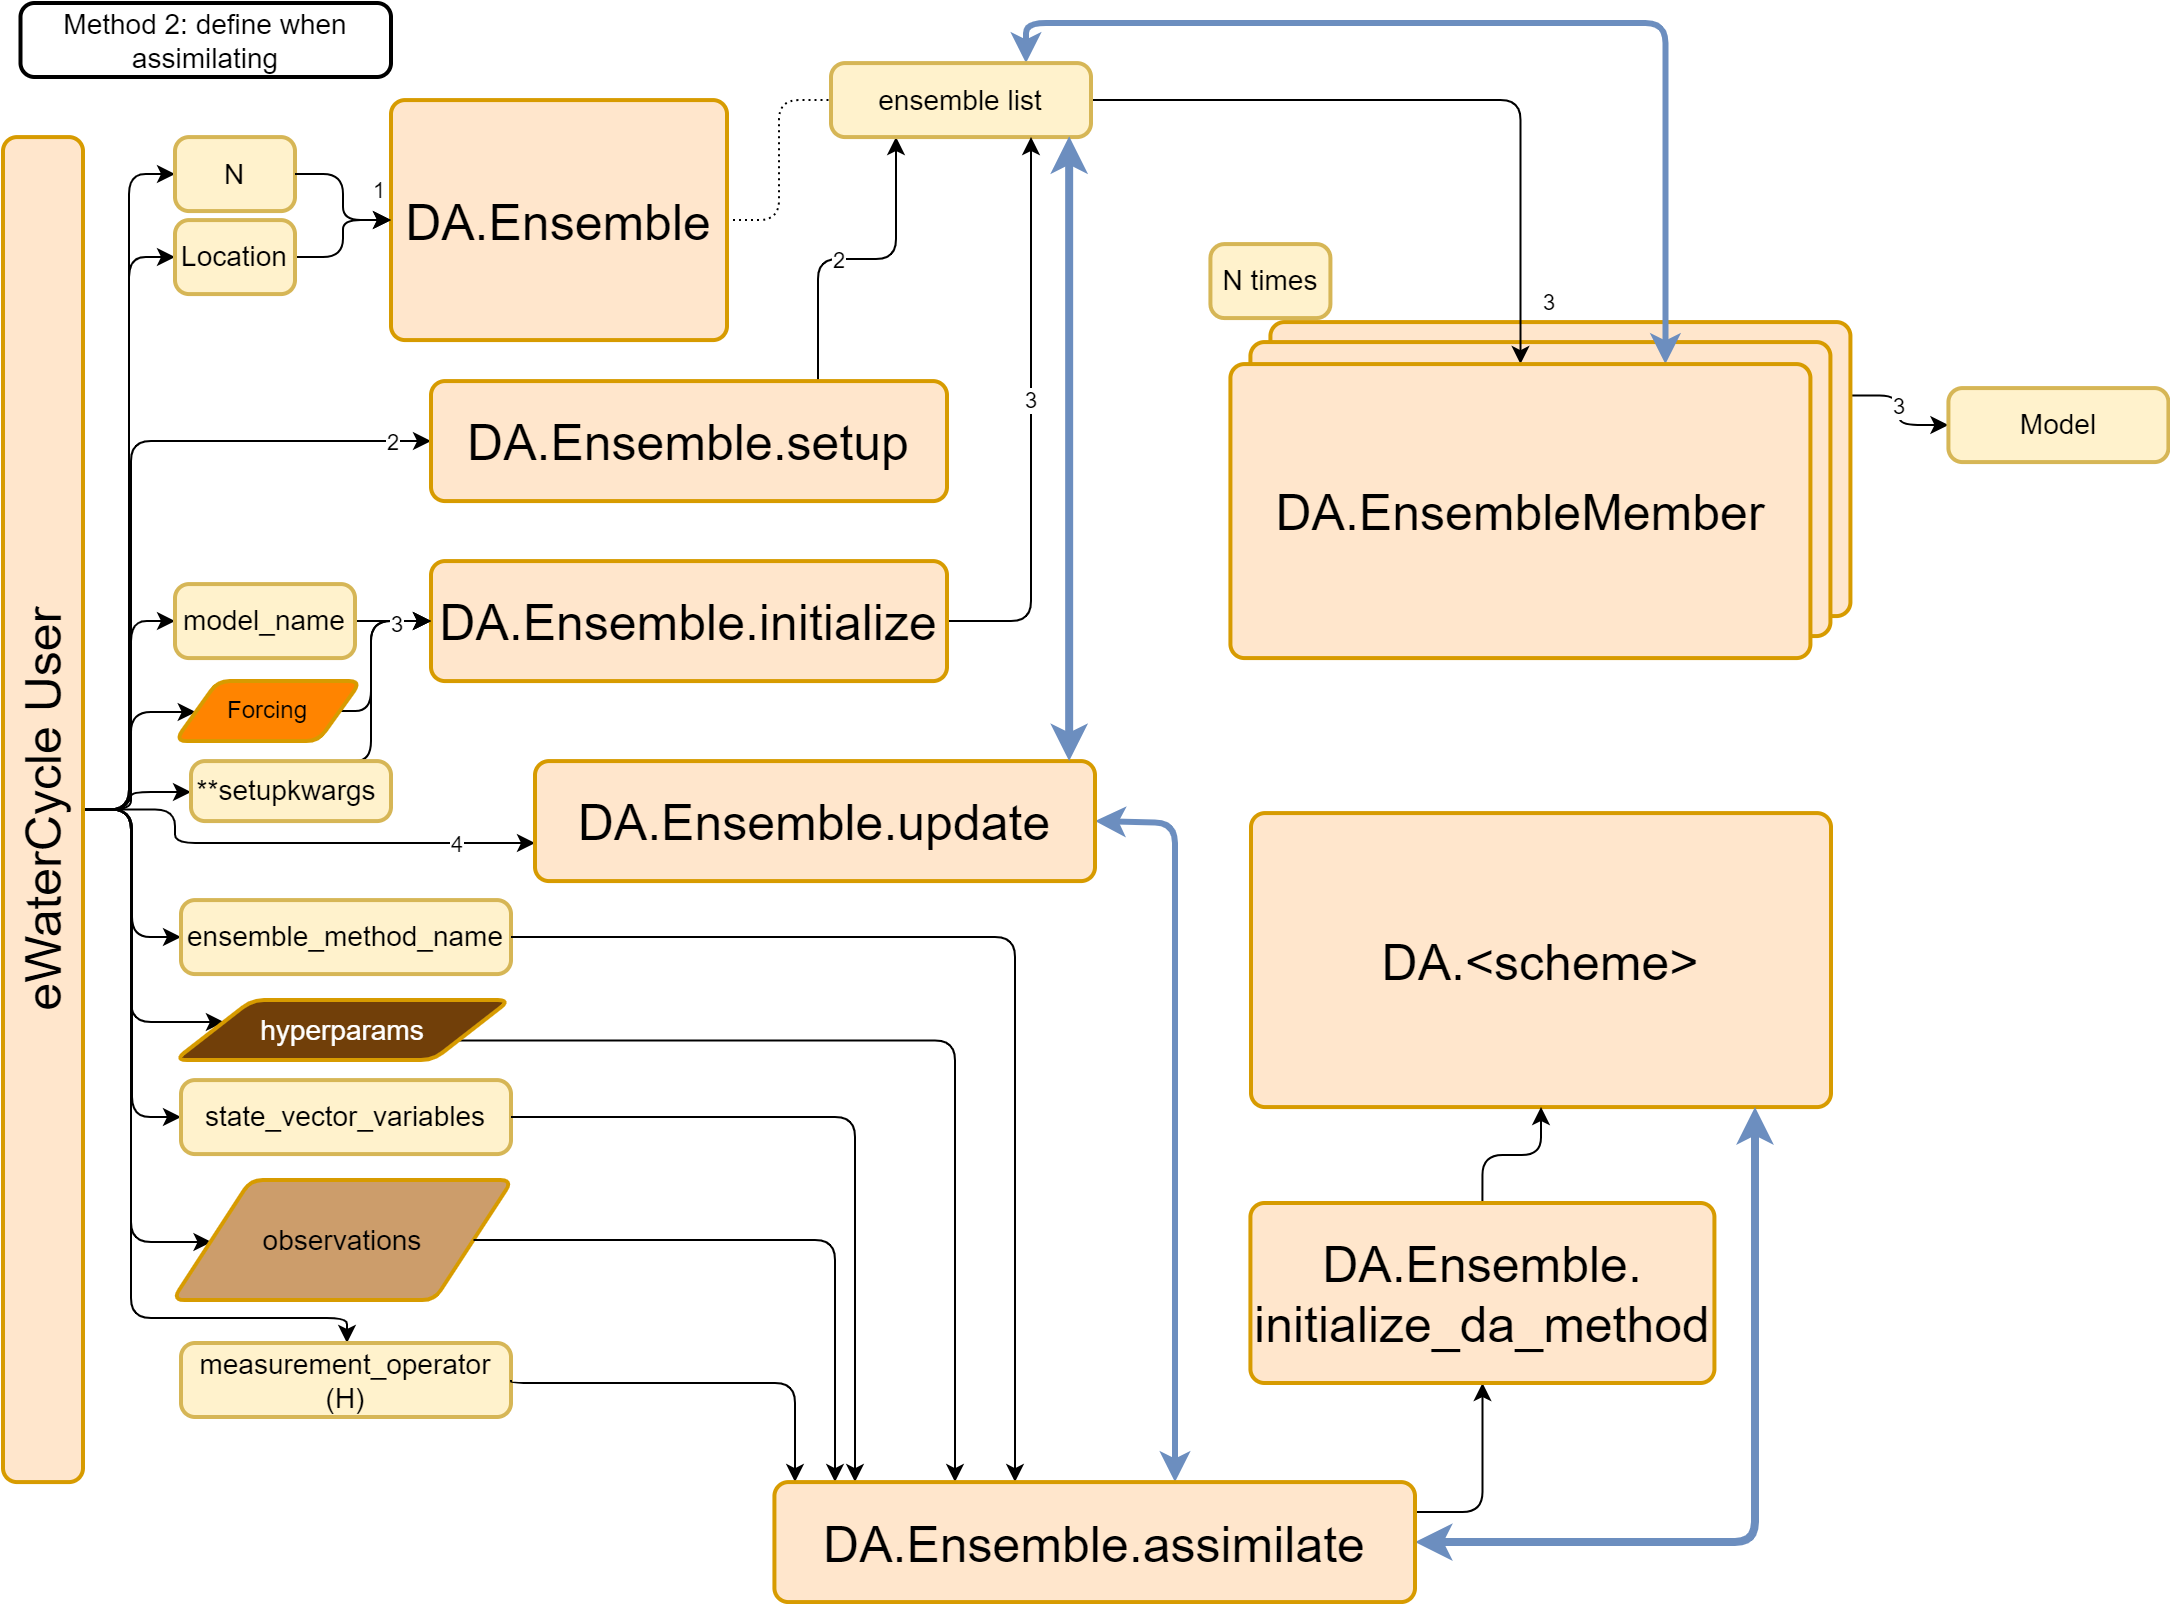 Method 2: define when
assimilating
ensemble list
N
1
Location
DA.Ensemble
2
N times
3
DA.Ensemble.setup
2
3
3
Model
DA.EnsembleMember
model_name
3
DA.Ensemble.initialize
Forcing
**setupkwargs
eWaterCycle User
4
DA.Ensemble.update
ensemble_method_name
DA.<scheme>
hyperparams
state_vector_variables
observations
DA.Ensemble.
initialize_da_method
measurement_operator
(H)
DA.Ensemble.assimilate